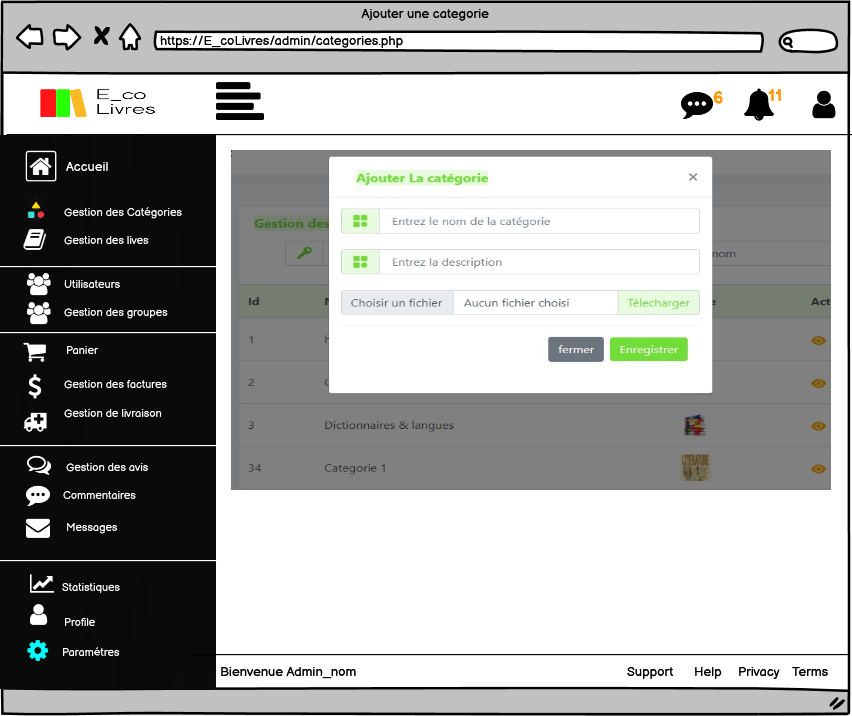 Ajouter une categorie
https://E_coLivres/admin/categories.php
E_co
Livres
6
11
Accueil
Gestion des Catégories
Gestion des lives
Utilisateurs
Gestion des groupes
Panier
Gestion des factures
Gestion de livraison
Gestion des avis
Commentaires
Messages
Statistiques
Profile
Paramétres
Ajouter La catégorie
×
Gestion des
Entrez le nom de la catégorie
Entrez la description
nom
Choisir un fichier
Aucun fichier choisi
Télecharger
Id
Act
fermer
Enregistrer
1
2
3 Dictionnaires & langues
34 Categorie 1
LITERATURE
Bienvenue Admin_nom
Support Help Privacy Terms